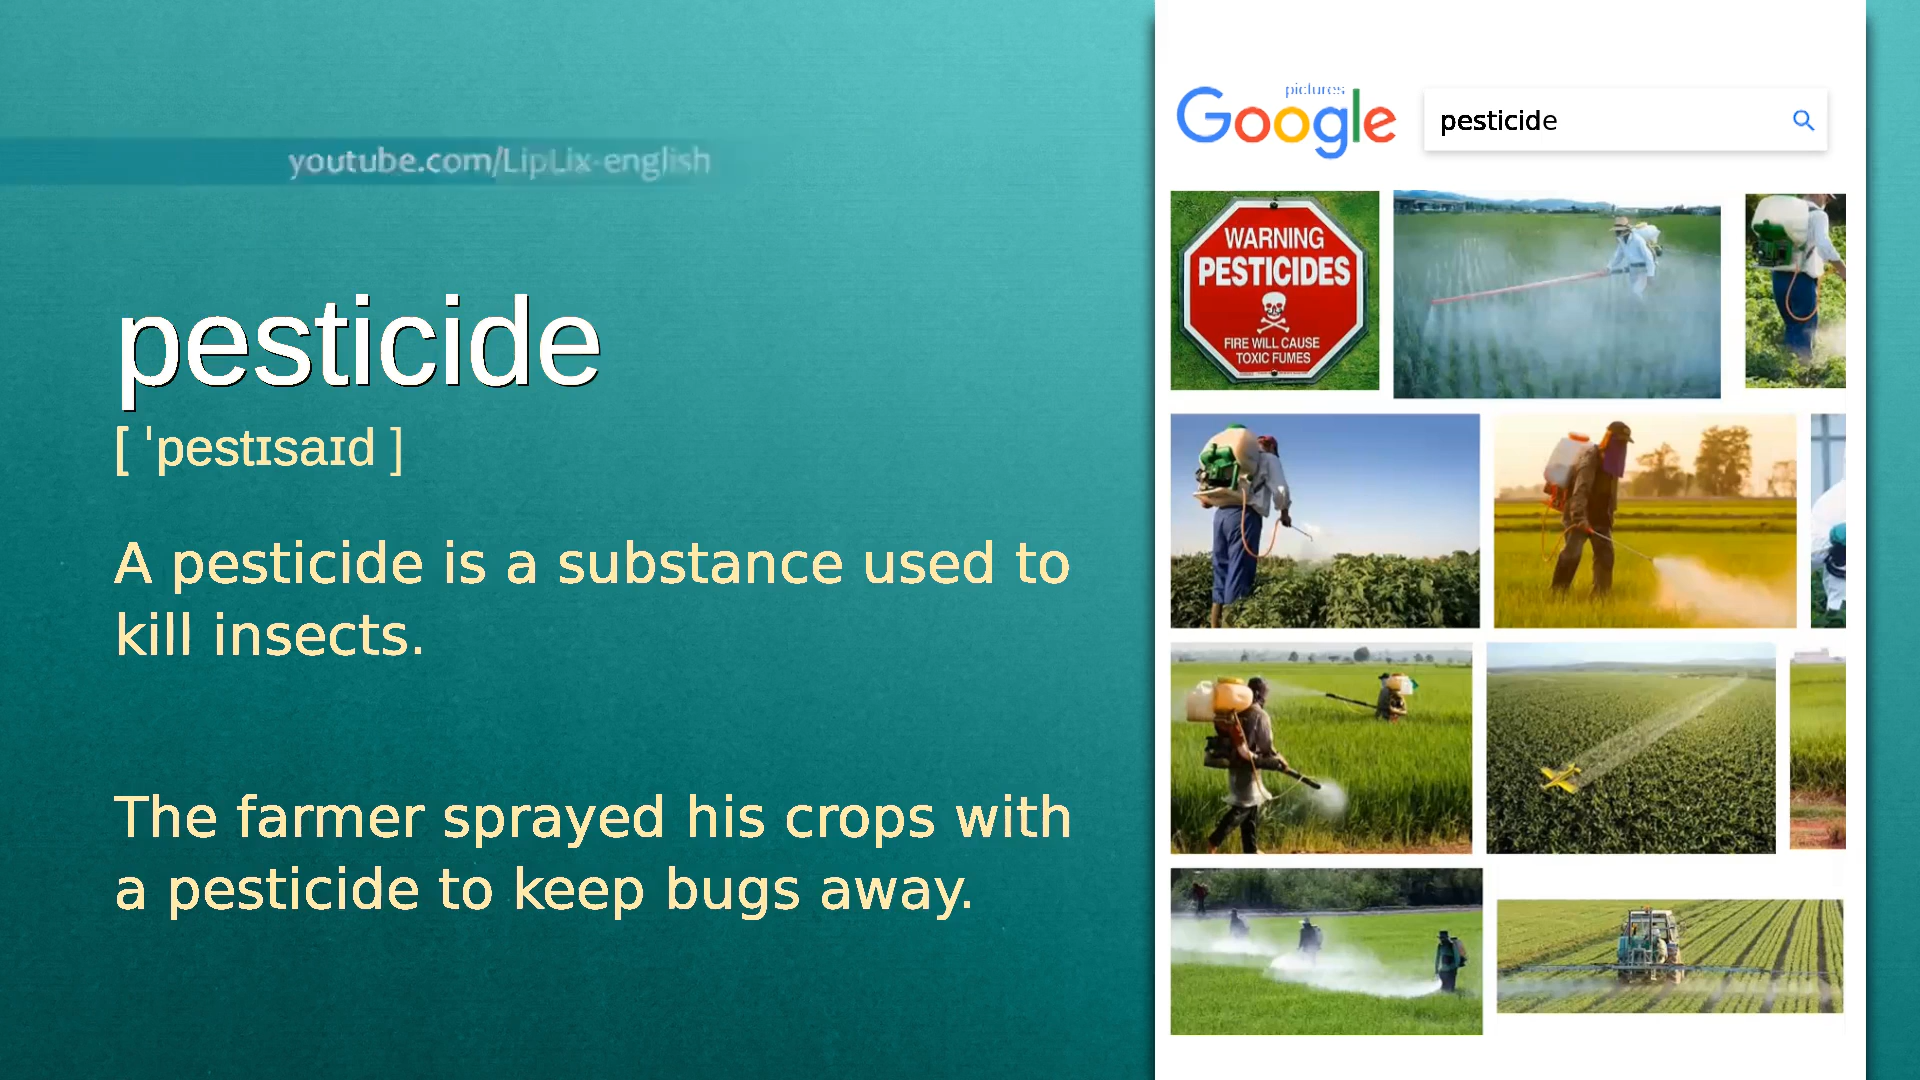 youtube.com/LipLix-english
pesticide
[ ˈpestɪsaɪd ]
A pesticide is a substance used to
kill insects.
The farmer sprayed his crops with
a pesticide to keep bugs away.
pictures
Google
pesticide
WARNING
PESTICIDES
FIRE WILL CAUSE
TOXIC FUMES